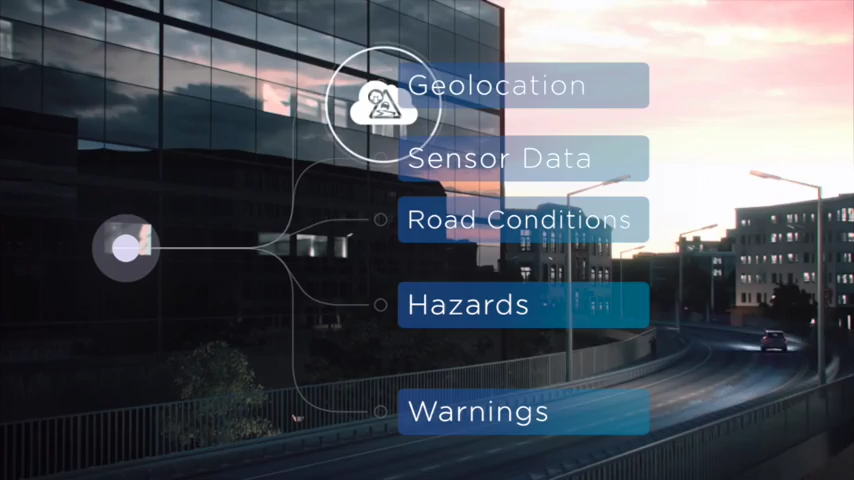 Geolocation
Sensor Data
Road Conditions
Hazards
Warnings